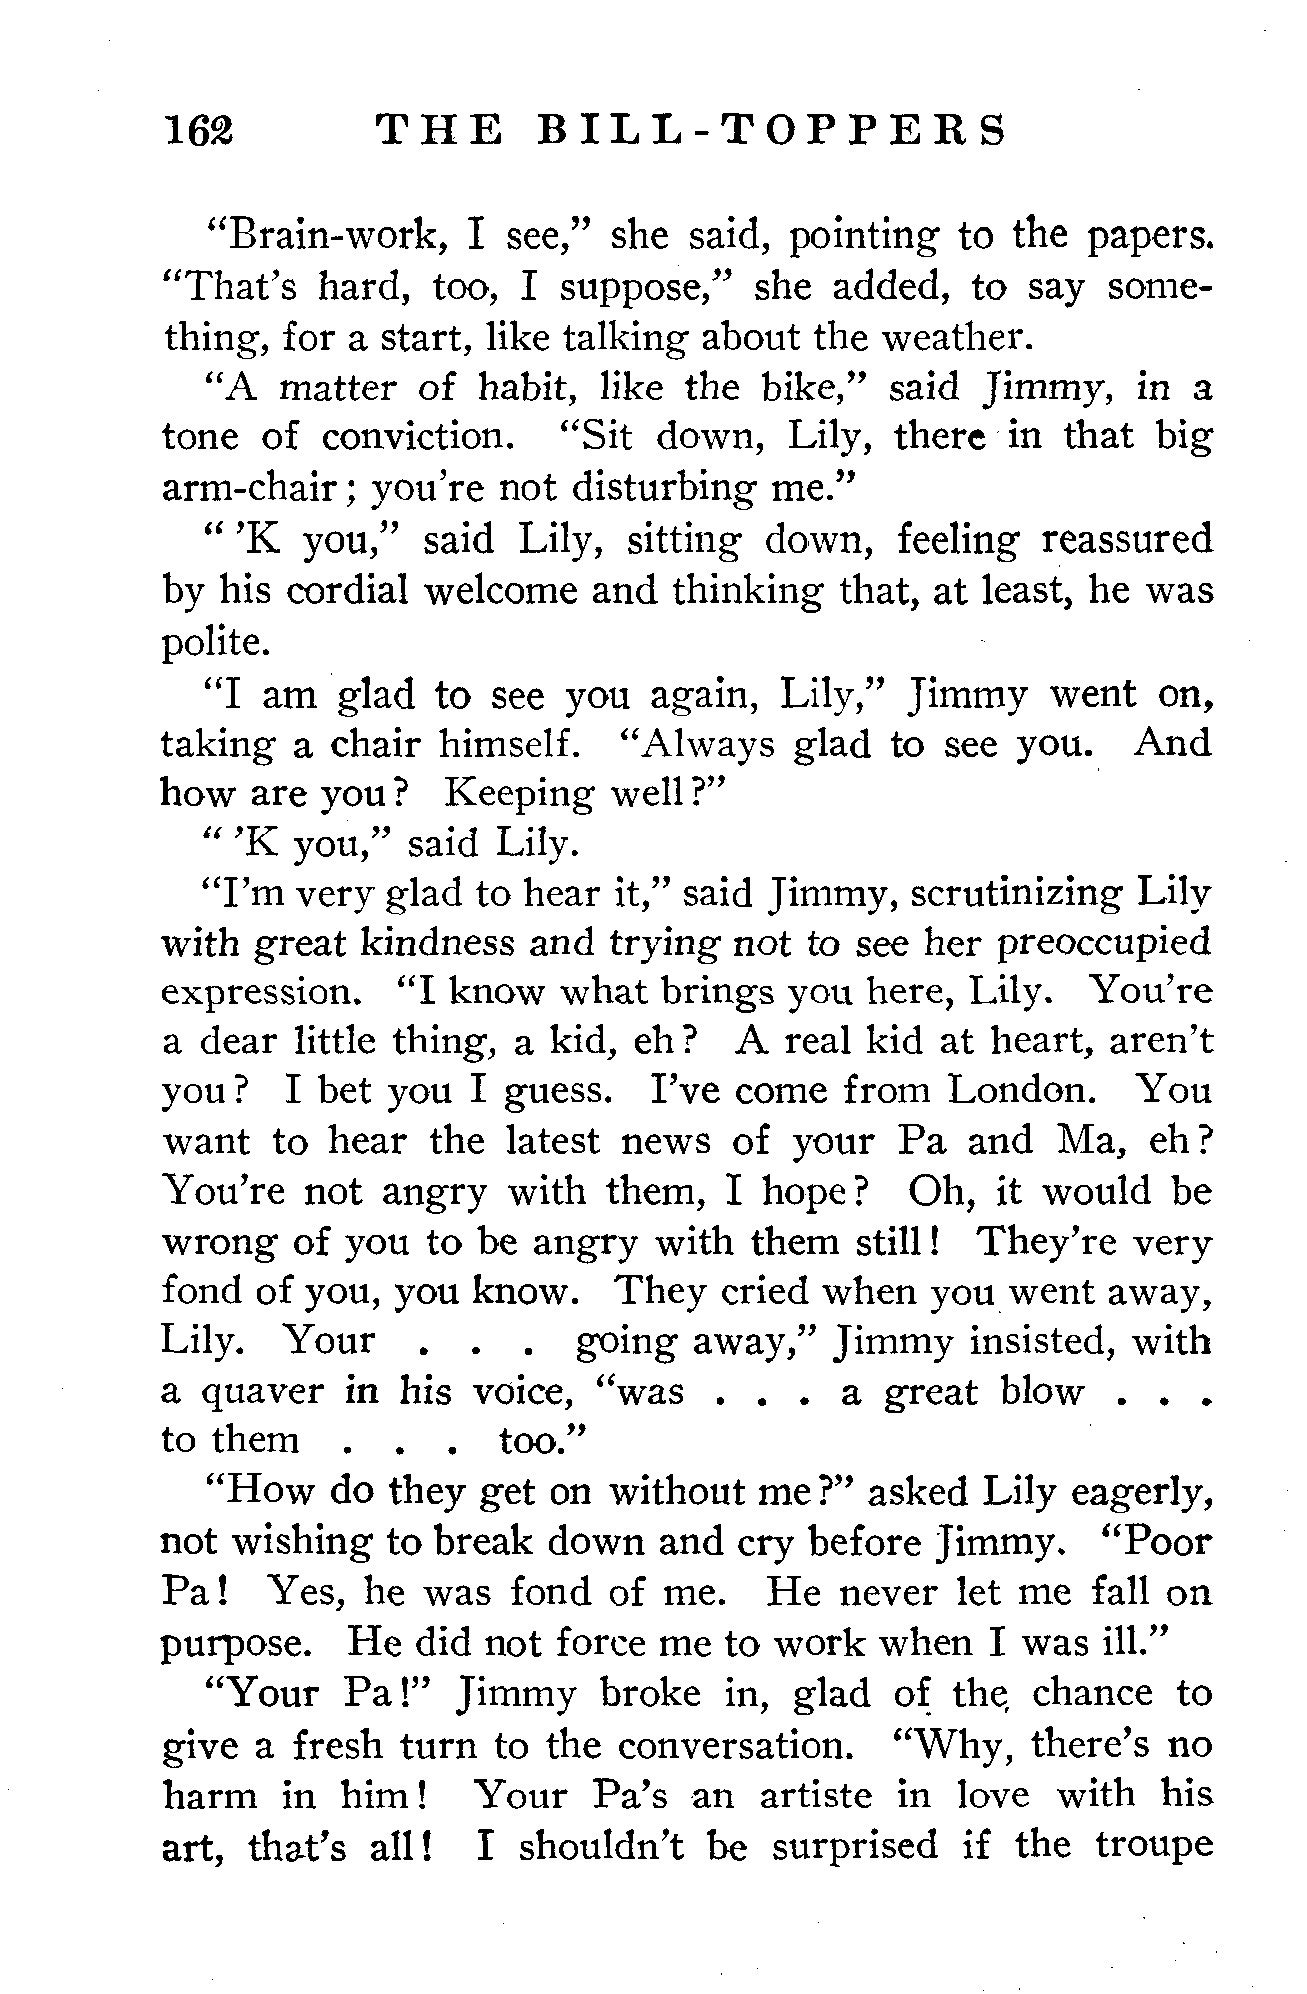 162 THE BILL-TOPPERS
“Brain-work, I see,” she said, pointing to the papers.
“That’s hard, too, I suppose,” she added, to say some-
thing, for a start, like talking about the weather.
“A matter of habit, like the bike,” said Jimmy, in a
tone of conviction. “Sit down, Lily, there in that big
arm-chair; you’re not disturbing me.”
“ ’K you,” said Lily, sitting down, feeling reassured
by his cordial welcome and thinking that, at least, he was
polite.
“I am glad to see you again, Lily,” Jimmy went on,
taking a chair himself. “Always glad to see you. And
how are you? Keeping well?”
“ ’K you,” said Lily.
“I’m very glad to hear it,” said Jimmy, scrutinizing Lily
with great kindness and trying not to see her preoccupied
expression. “I know what brings you here, Lily. You’re
a dear little thing, a kid, eh? A real kid at heart, aren’t
you? I bet you I guess. I’ve come from London. You
want to hear the latest news of your Pa and Ma, eh?
You’re not angry with them, I hope? Oh, it would be
wrong of you to be angry with them still! They’re very
fond of you, you know. They cried when you went away,
Lily. Your . . . going away,” Jimmy insisted, with
a quaver in his voice, “was . . . a great blow . . .
to them . . . too.”
“How do they get on without me?” asked Lily eagerly,
not wishing to break down and cry before Jimmy. “Poor
Pa! Yes, he was fond of me. He never let me fall on
purpose. He did not force me to work when I was ill.”
“Your Pa!” Jimmy broke in, glad of the chance to
give a fresh turn to the conversation. “Why, there’s no
harm in him! Your Pa’s an artiste in love with his
art, that’s all! I shouldn’t be surprised if the troupe